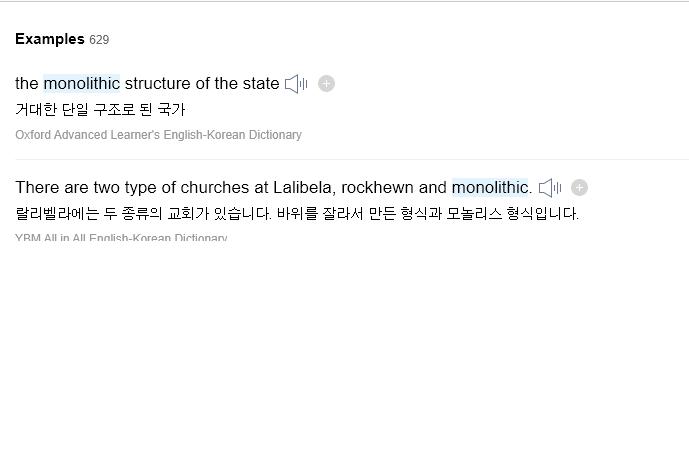 Examples 629
the monolithic structure of the state
거대한 단일 구조로 된 국가
Oxford Advanced Learner's English-Korean Dictionary
There are two type of churches at Lalibela, rockhewn and monolithic.
랄리벨라에는 두 종류의 교회가 있습니다. 바위를 잘라서 만든 형식과 모놀리스 형식입니다.
YBM All in All English-Korean Dictionary